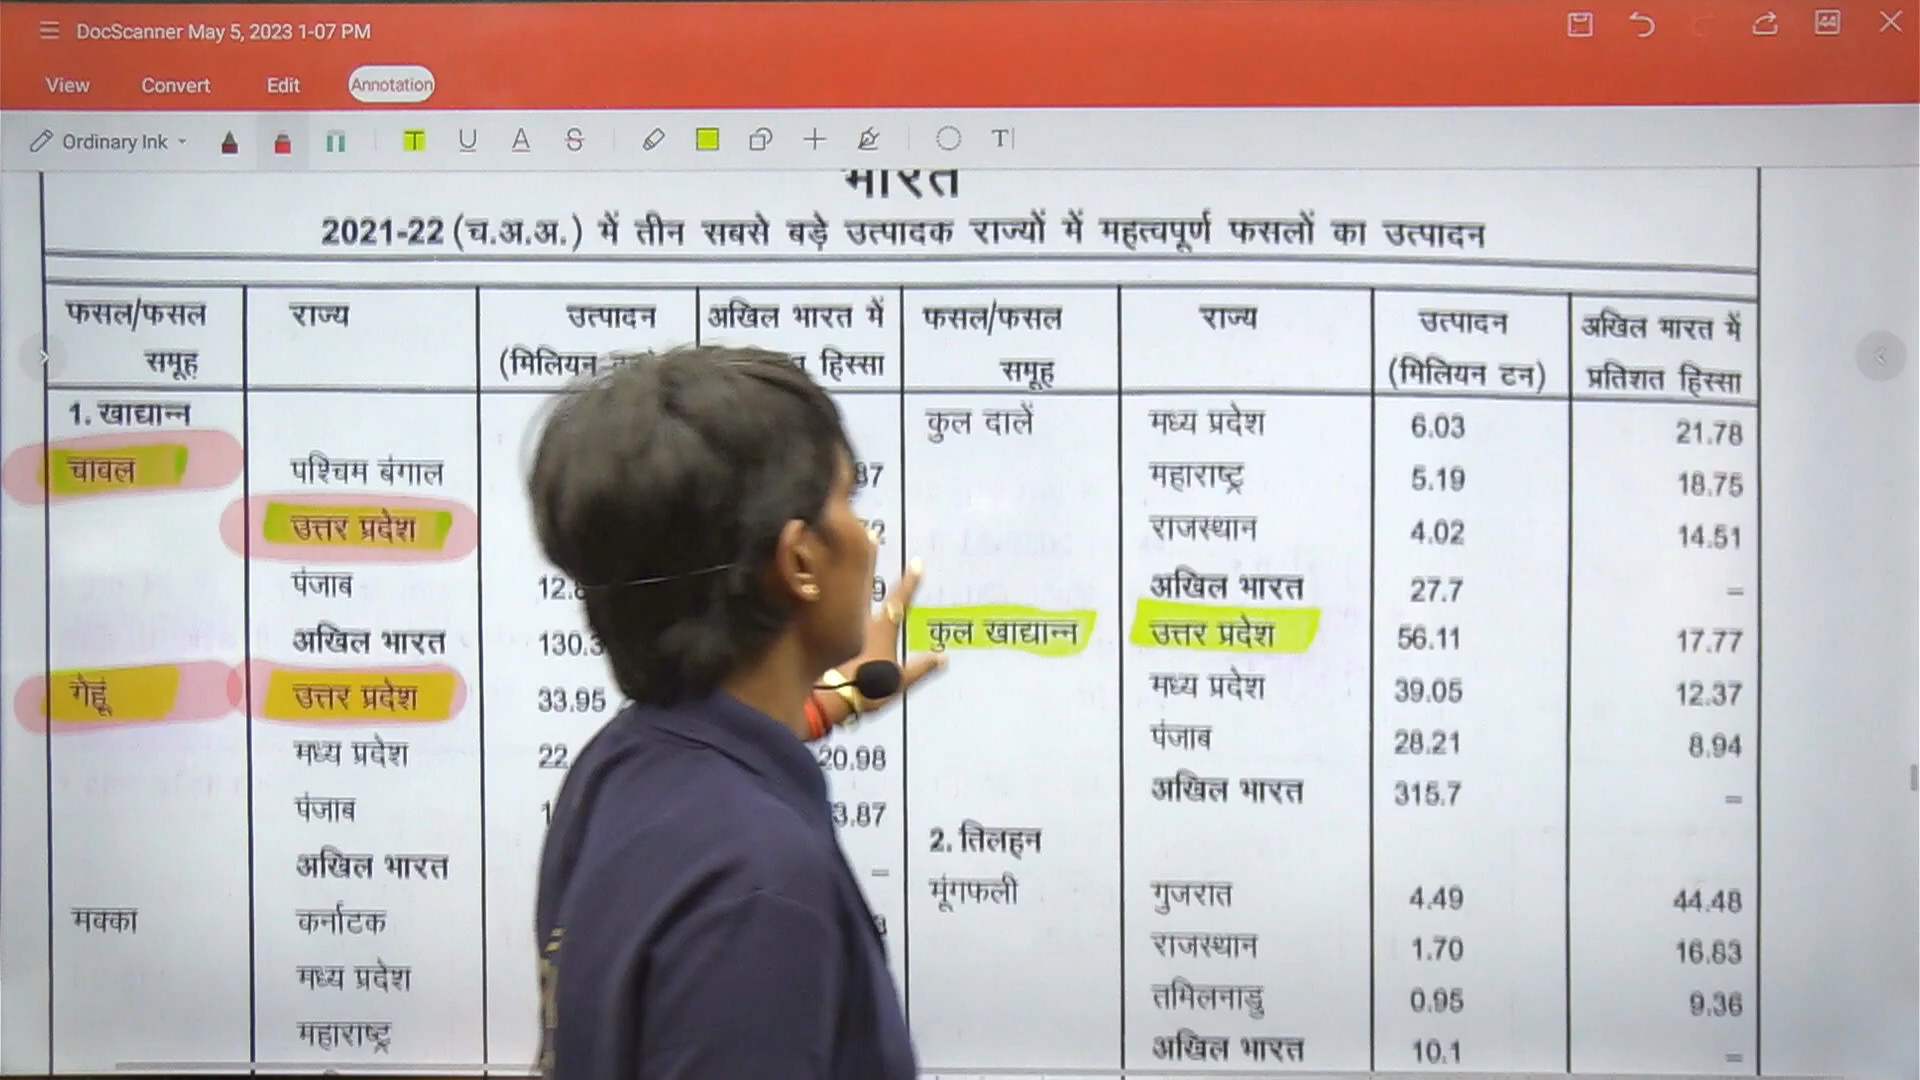 DocScanner May 5, 2023 1-07 PM
View Convert Edit Annotation
Ordinary Ink
भारत
2021-22 (च.अ.अ.) में तीन सबसे बड़े उत्पादक राज्यों में महत्वपूर्ण फसलों का उत्पादन
फसल/फसल समूह राज्य उत्पादन (मिलियन अखिल भारत में हिस्सा
1. खाद्यान्न
चावल पश्चिम बंगाल
उत्तर प्रदेश
पंजाब
अखिल भारत
गेहूं उत्तर प्रदेश 33.95
मध्य प्रदेश 20.98
पंजाब
अखिल भारत –
मक्का कर्नाटक
मध्य प्रदेश
महाराष्ट्र
फसल/फसल समूह राज्य उत्पादन (मिलियन टन) अखिल भारत में प्रतिशत हिस्सा
कुल दालें मध्य प्रदेश 6.03 21.78
महाराष्ट्र 5.19 18.75
राजस्थान 4.02 14.51
अखिल भारत 27.7 –
कुल खाद्यान्न उत्तर प्रदेश 56.11 17.77
मध्य प्रदेश 39.05 12.37
पंजाब 28.21 8.94
अखिल भारत 315.7 –
2. तिलहन
मूंगफली गुजरात 4.49 44.48
राजस्थान 1.70 16.83
तमिलनाडु 0.95 9.36
अखिल भारत 10.1 –